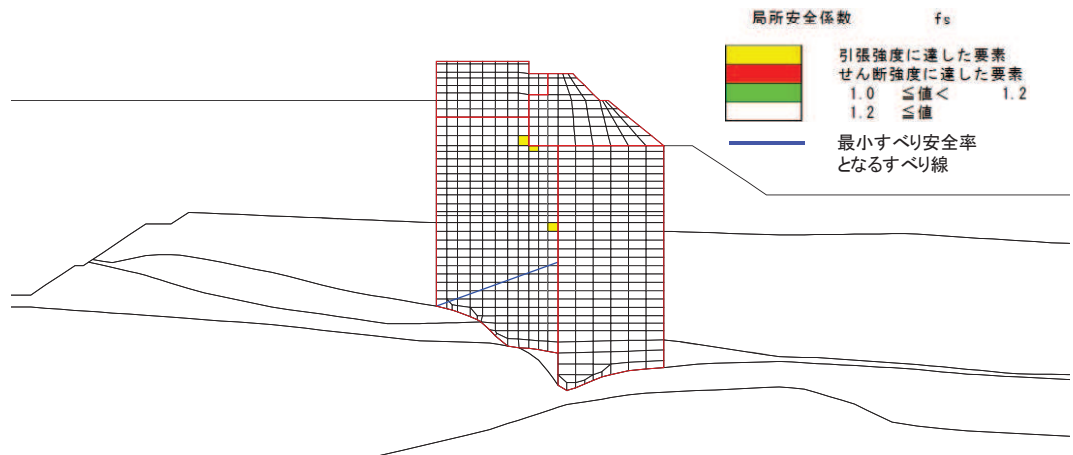 局所安全係数 fs
引張強度に達した要素
せん断強度に達した要素
1.0 ≦値< 1.2
1.2 ≦値
最小すべり安全率
となるすべり線